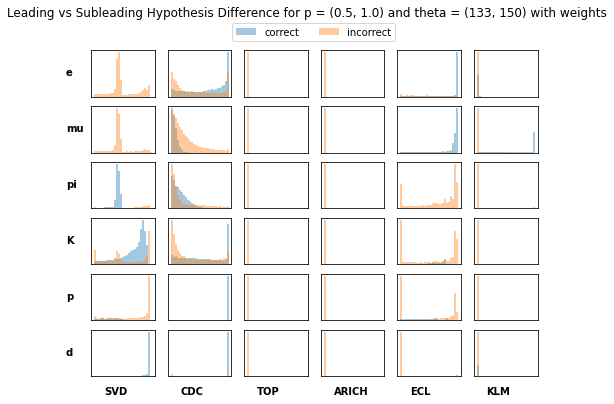 Leading vs Subleading Hypothesis Difference for p = (0.5, 1.0) and theta = (133, 150) with weights
correct incorrect
e
mu
pi
K
p
d
SVD CDC TOP ARICH ECL KLM